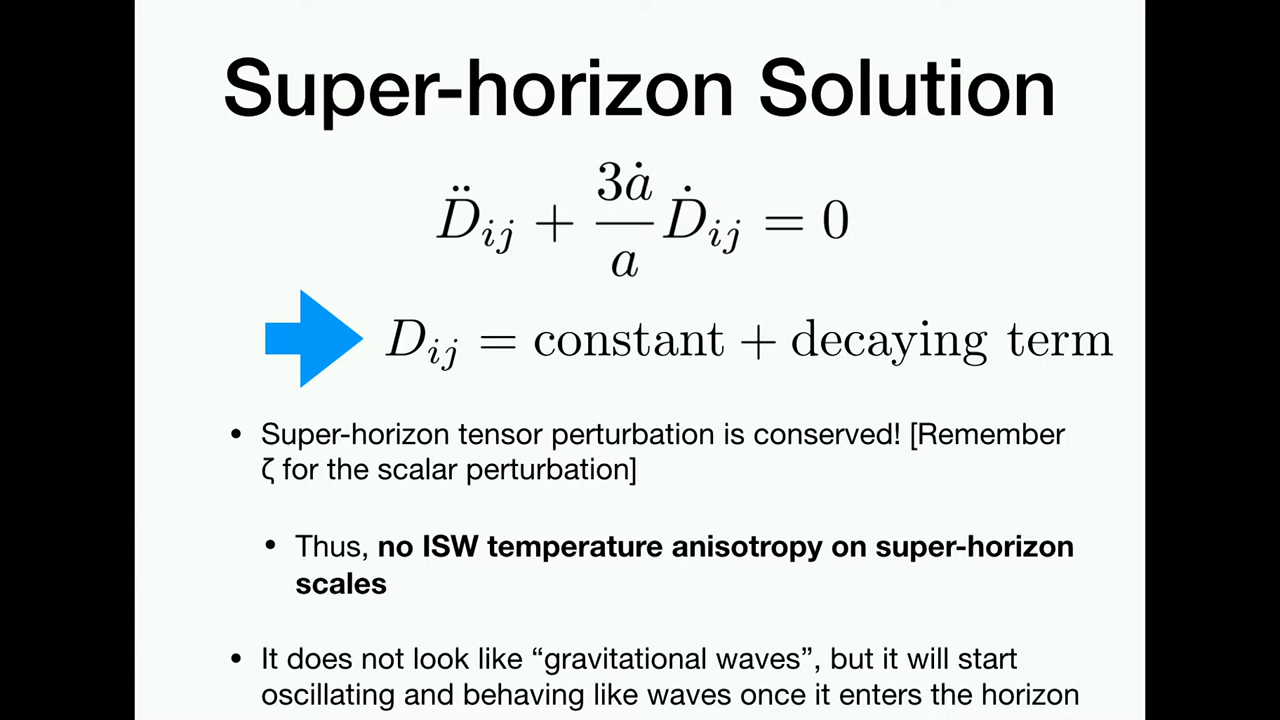 Super-horizon Solution
D̈ᵢⱼ + 3ȧ/a Ḋᵢⱼ = 0
Dᵢⱼ = constant + decaying term
• Super-horizon tensor perturbation is conserved! [Remember
ζ for the scalar perturbation]
• Thus, no ISW temperature anisotropy on super-horizon
scales
• It does not look like “gravitational waves”, but it will start
oscillating and behaving like waves once it enters the horizon